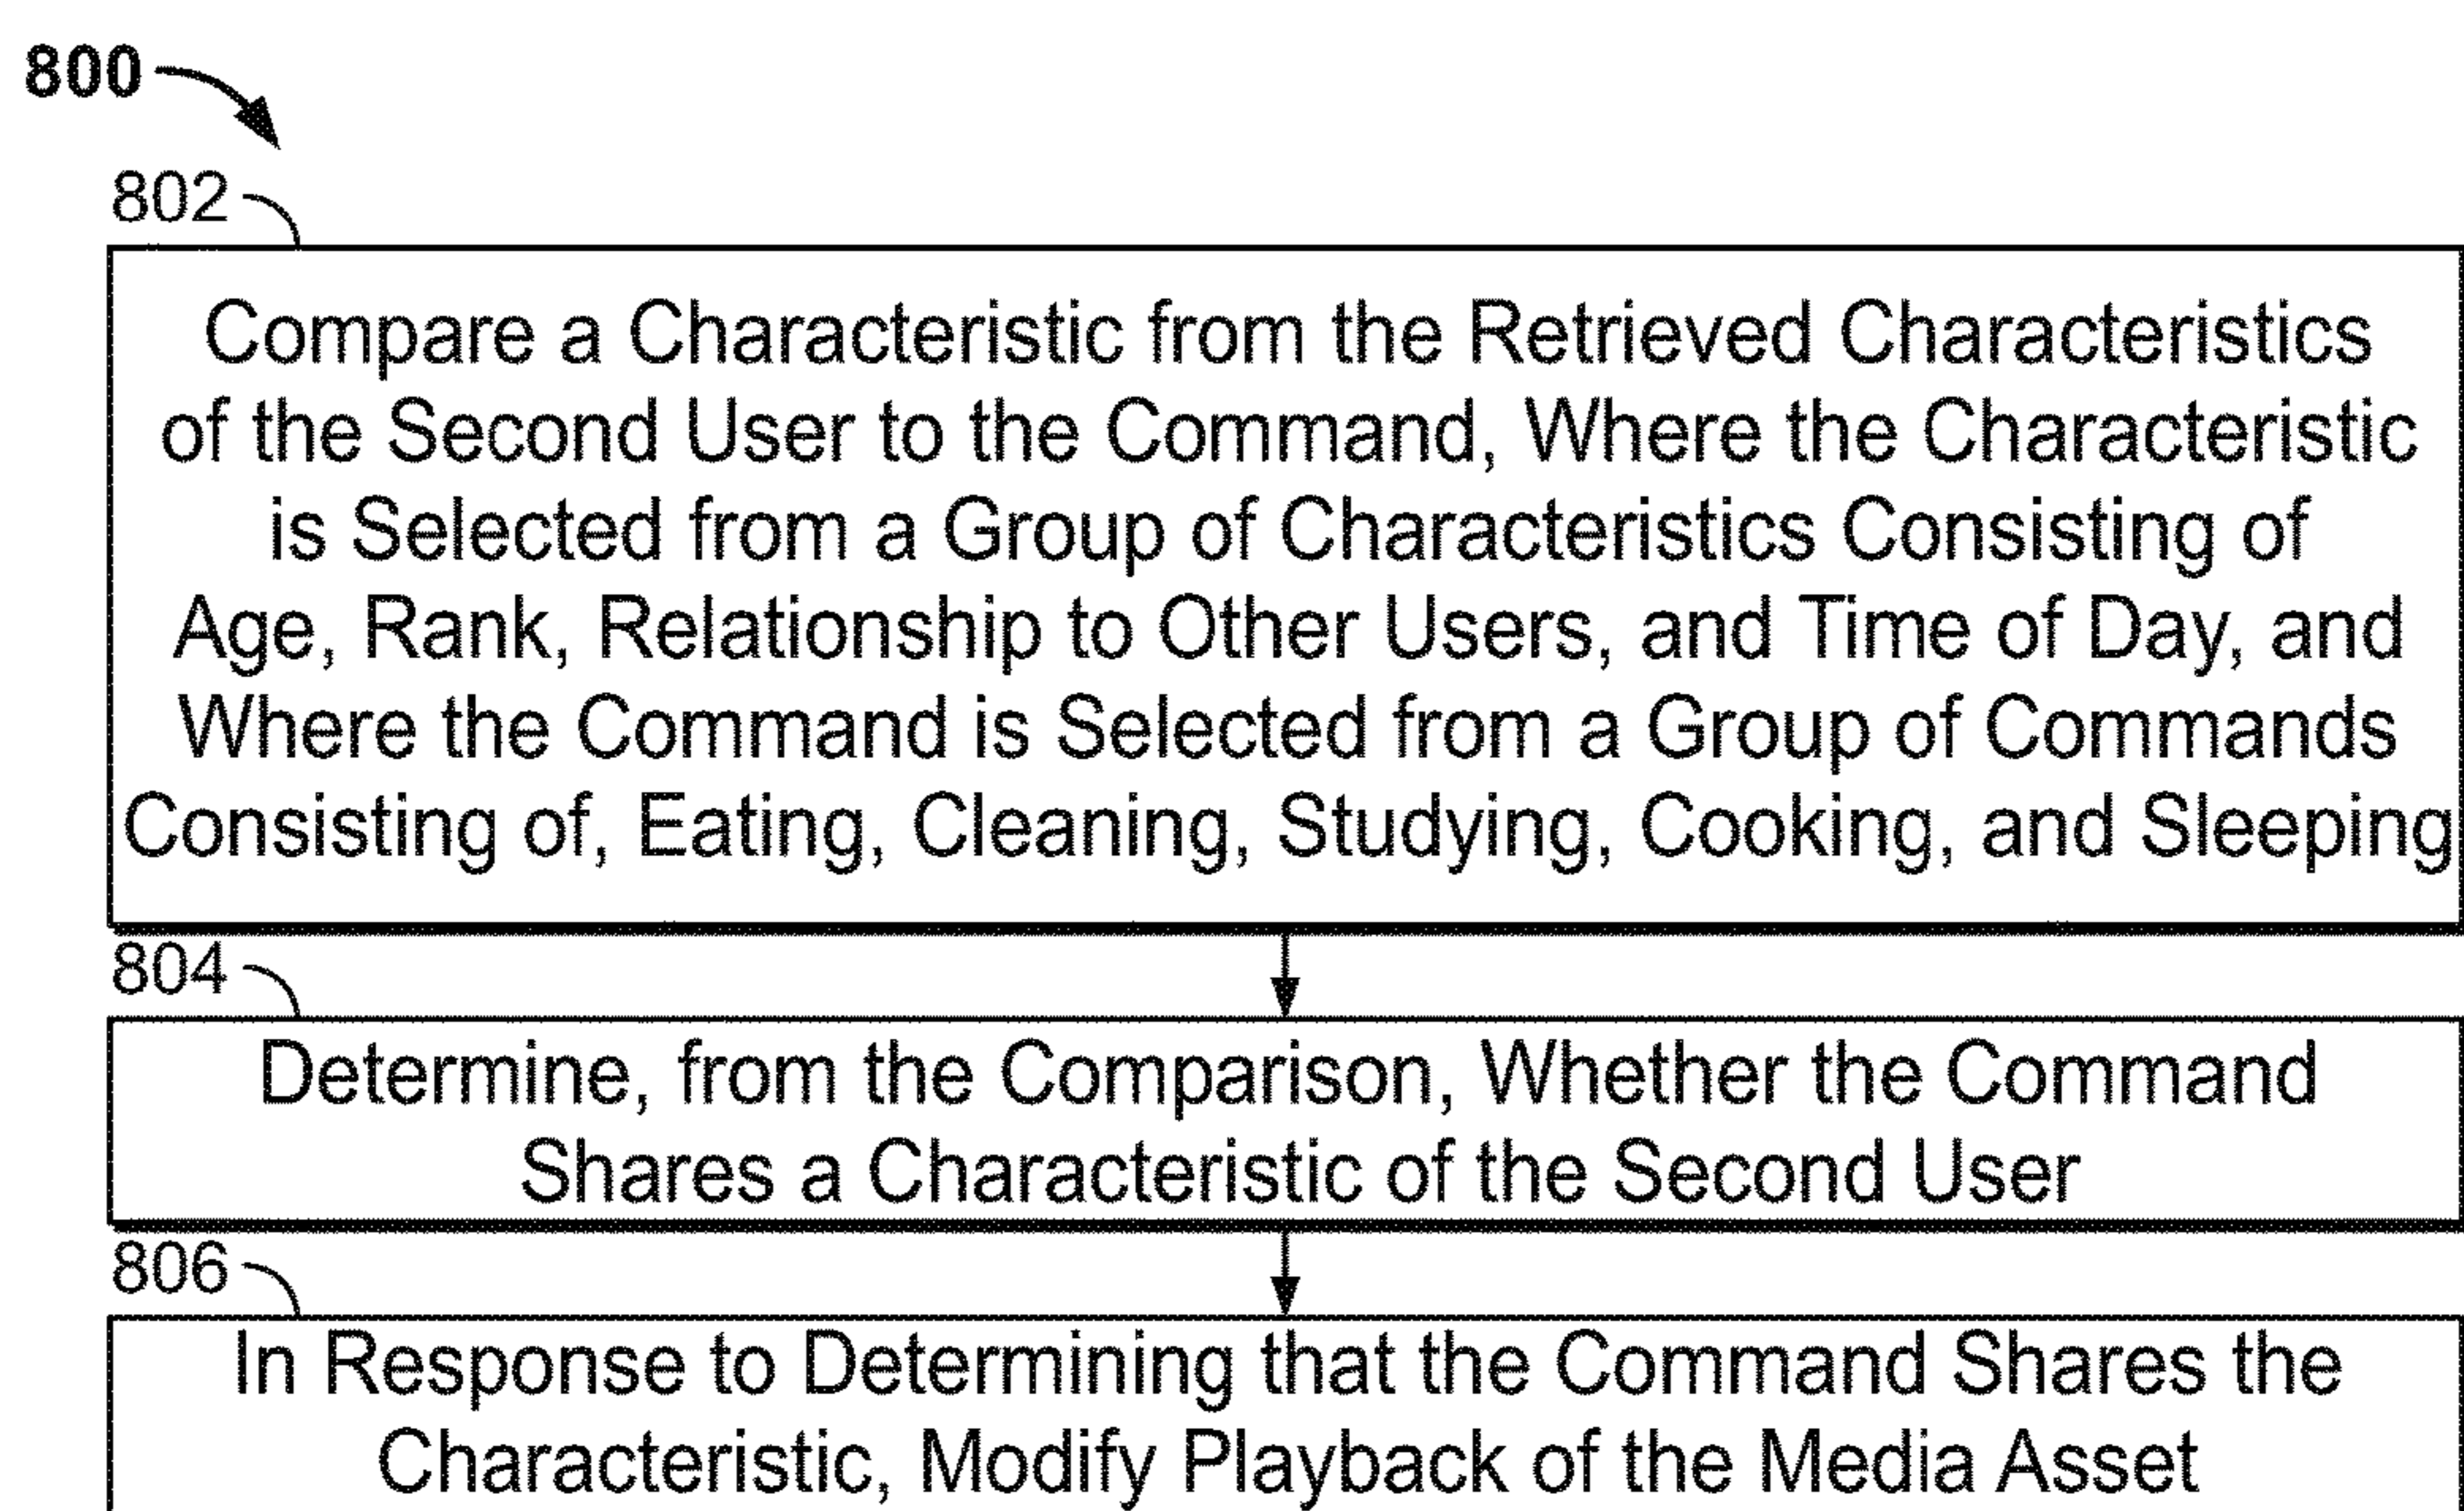 800
802
Compare a Characteristic from the Retrieved Characteristics
of the Second User to the Command, Where the Characteristic
is Selected from a Group of Characteristics Consisting of
Age, Rank, Relationship to Other Users, and Time of Day, and
Where the Command is Selected from a Group of Commands
Consisting of, Eating, Cleaning, Studying, Cooking, and Sleeping
804
Determine, from the Comparison, Whether the Command
Shares a Characteristic of the Second User
806
In Response to Determining that the Command Shares the
Characteristic, Modify Playback of the Media Asset